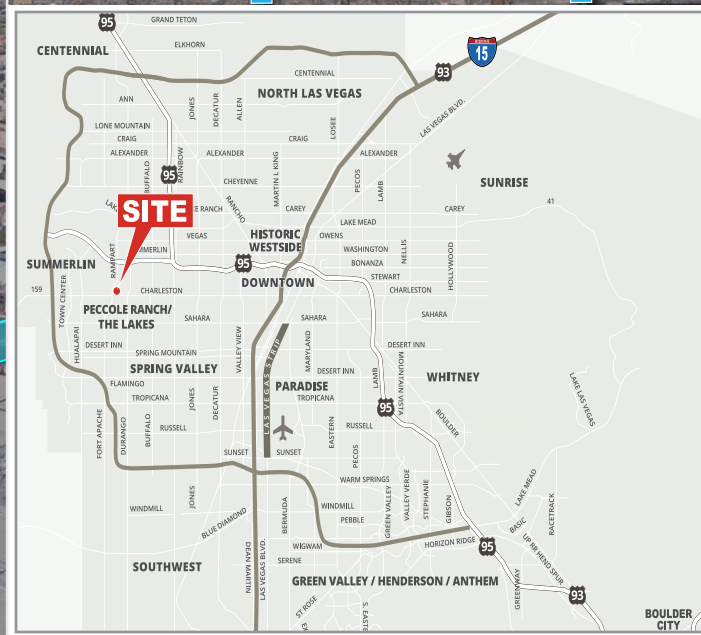 95
GRAND TETON
CENTENNIAL
ELKHORN
INTERSTATE
15
CENTENNIAL
93
ANN
NORTH LAS VEGAS
JONES
DECATUR
ALLEN
LAS VEGAS BLVD.
LOSEE
LONE MOUNTAIN
CRAIG
CRAIG
ALEXANDER
ALEXANDER
ALEXANDER
BUFFALO
RAINBOW
MARTIN L KING
95
CHEYENNE
PECOS
LAMB
SUNRISE
SITE
RANCHO
CAREY
CAREY
41
LAKE MEAD
VEGAS
HISTORIC
WESTSIDE
OWENS
RAMPART
WASHINGTON
NELLIS
HOLLYWOOD
SUMMERLIN
95
BONANZA
STEWART
DOWNTOWN
159
CHARLESTON
CHARLESTON
TOWN CENTER
PECCOLE RANCH/
THE LAKES
SAHARA
SAHARA
SAHARA
HUALAPAI
VALLEY VIEW
LAS VEGAS STRIP
MARYLAND
DESERT INN
SPRING MOUNTAIN
DESERT INN
SPRING VALLEY
DESERT INN
LAMB
MOUNTAIN VISTA
WHITNEY
FLAMINGO
PARADISE
TROPICANA
TROPICANA
LAKE LAS VEGAS
FORT APACHE
DURANGO
BUFFALO
JONES
DECATUR
95
BOULDER
RUSSELL
EASTERN
RUSSELL
SUNSET
SUNSET
PECOS
WARM SPRINGS
LAKE MEAD
JONES
GREEN VALLEY
VALLEY VERDE
STEPHANIE
GIBSON
RACETRACK
WINDMILL
BLUE DIAMOND
BERMUDA
WINDMILL
PEBBLE
BASIC
UP RR HEND SPUR
WIGWAM
HORIZON RIDGE
95
DEAN MARTIN
LAS VEGAS BLVD.
SERENE
SOUTHWEST
GREEN VALLEY / HENDERSON / ANTHEM
GREENWAY
93
ST ROSE
BOULDER
CITY